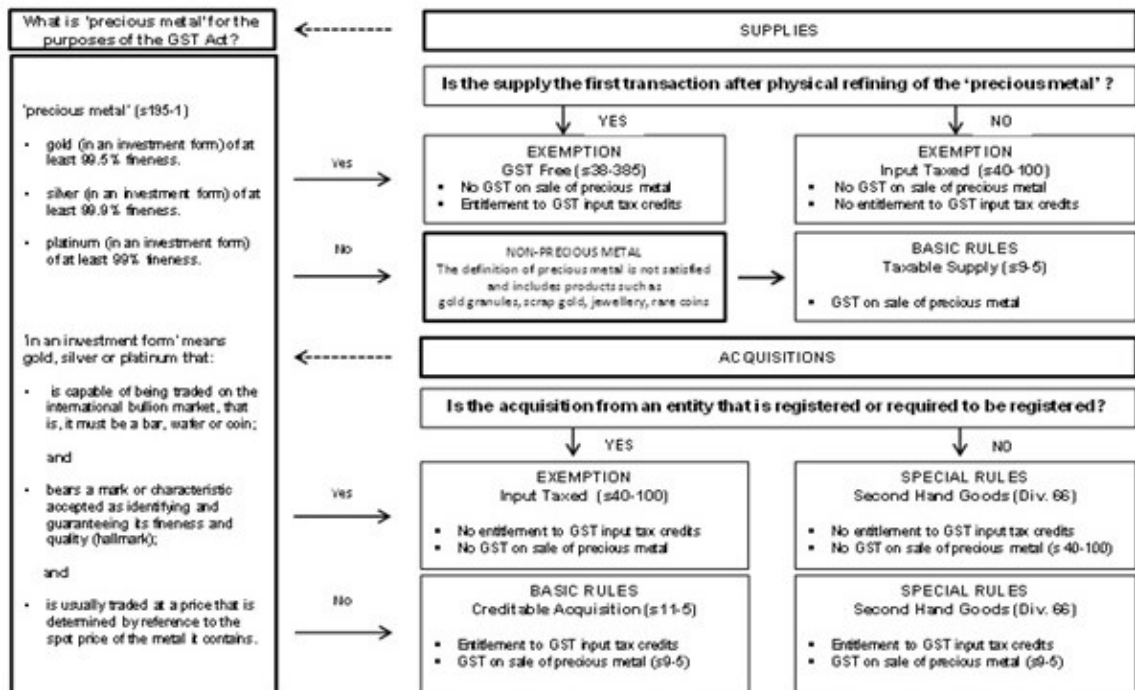 What is 'precious metal' for the
purposes of the GST Act?
'precious metal' (s195-1)
▪ gold (in an investment form) of at
least 99.5% fineness.
▪ silver (in an investment form) of at
least 99.9% fineness.
▪ platinum (in an investment form)
of at least 99% fineness.
'In an investment form' means
gold, silver or platinum that:
▪ is capable of being traded on the
international bullion market, that
is, it must be a bar, wafer or coin;
and
▪ bears a mark or characteristic
accepted as identifying and
guaranteeing its fineness and
quality (hallmark);
and
▪ is usually traded at a price that is
determined by reference to the
spot price of the metal it contains.
SUPPLIES
Is the supply the first transaction after physical refining of the 'precious metal' ?
YES
NO
Yes
EXEMPTION
GST Free (s38-385)
▪ No GST on sale of precious metal
▪ Entitlement to GST input tax credits
EXEMPTION
Input Taxed (s40-100)
▪ No GST on sale of precious metal
▪ No entitlement to GST input tax credits
No
NON-PRECIOUS METAL
The definition of precious metal is not satisfied
and includes products such as
gold granules, scrap gold, jewellery, rare coins
BASIC RULES
Taxable Supply (s9-5)
▪ GST on sale of precious metal
ACQUISITIONS
Is the acquisition from an entity that is registered or required to be registered?
YES
NO
Yes
EXEMPTION
Input Taxed (s40-100)
▪ No entitlement to GST input tax credits
▪ No GST on sale of precious metal
SPECIAL RULES
Second Hand Goods (Div. 66)
▪ No entitlement to GST input tax credits
▪ No GST on sale of precious metal (s 40-100)
No
BASIC RULES
Creditable Acquisition (s11-5)
▪ Entitlement to GST input tax credits
▪ GST on sale of precious metal (s9-5)
SPECIAL RULES
Second Hand Goods (Div. 66)
▪ Entitlement to GST input tax credits
▪ GST on sale of precious metal (s9-5)